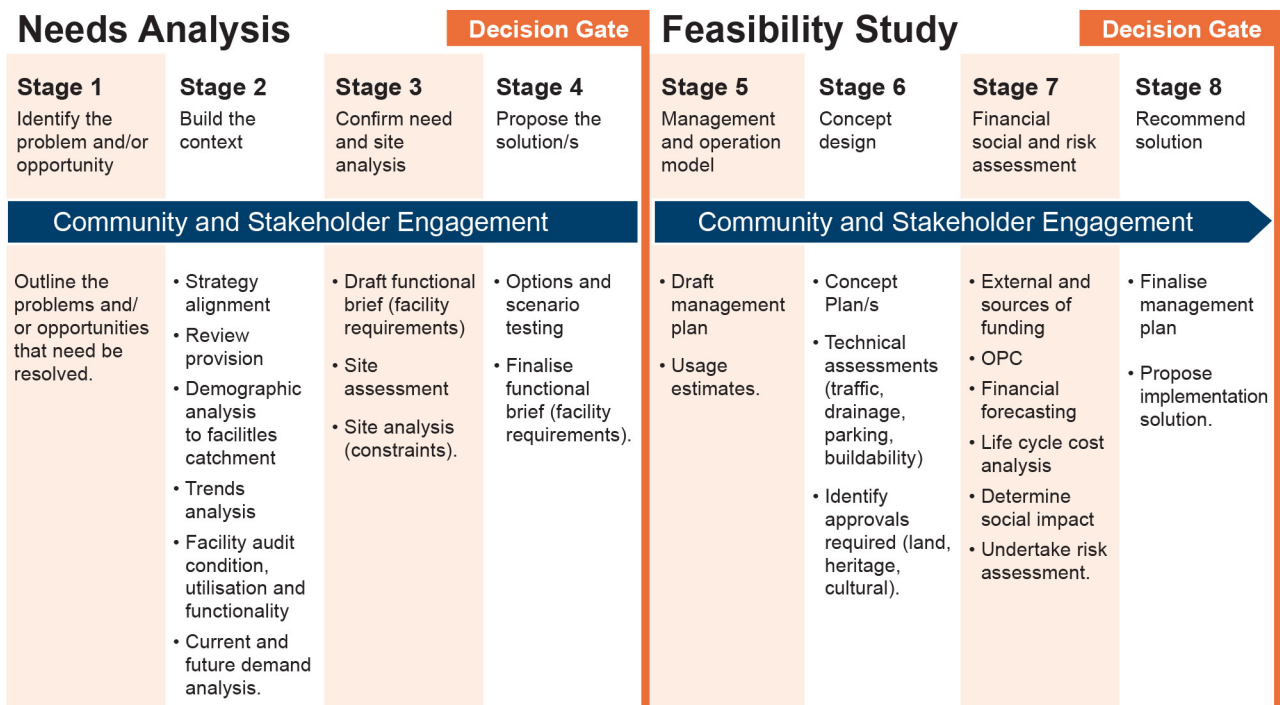 Needs Analysis
Decision Gate
Feasibility Study
Decision Gate
Stage 1
Identify the
problem and/or
opportunity
Stage 2
Build the
context
Stage 3
Confirm need
and site
analysis
Stage 4
Propose the
solution/s
Stage 5
Management
and operation
model
Stage 6
Concept
design
Stage 7
Financial
social and risk
assessment
Stage 8
Recommend
solution
Community and Stakeholder Engagement
Community and Stakeholder Engagement
Outline the
problems and/
or opportunities
that need be
resolved.
• Strategy
alignment
• Review
provision
• Demographic
analysis
to facilitles
catchment
• Trends
analysis
• Facility audit
condition,
utilisation and
functionality
• Current and
future demand
analysis.
• Draft functional
brief (facility
requirements)
• Site
assessment
• Site analysis
(constraints).
• Options and
scenario
testing
• Finalise
functional
brief (facility
requirements).
• Draft
management
plan
• Usage
estimates.
• Concept
Plan/s
• Technical
assessments
(traffic,
drainage,
parking,
buildability)
• Identify
approvals
required (land,
heritage,
cultural).
• External and
sources of
funding
• OPC
• Financial
forecasting
• Life cycle cost
analysis
• Determine
social impact
• Undertake risk
assessment.
• Finalise
management
plan
• Propose
implementation
solution.